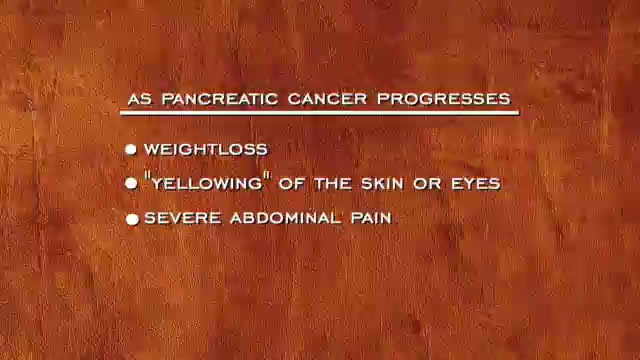 AS PANCREATIC CANCER PROGRESSES
● WEIGHTLOSS
● "YELLOWING" OF THE SKIN OR EYES
● SEVERE ABDOMINAL PAIN